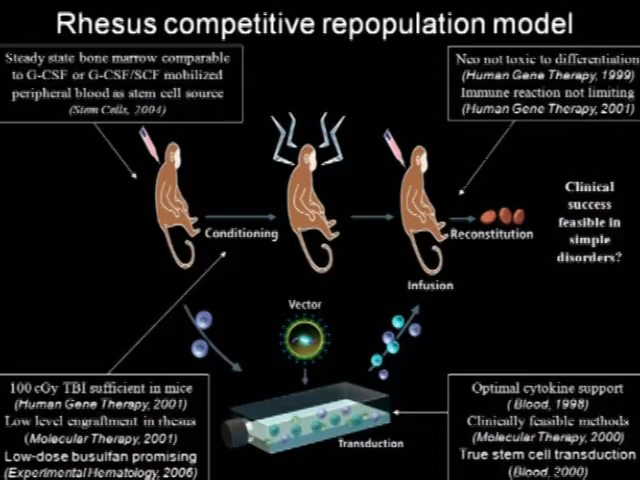 Rhesus competitive repopulation model
Steady state bone marrow comparable
to G-CSF or G-CSF/SCF mobilized
peripheral blood as stem cell source
(Stem Cells, 2004)
Neo not toxic to differentiation
(Human Gene Therapy, 1999)
Immune reaction not limiting
(Human Gene Therapy, 2001)
Clinical
success
feasible in
simple
disorders?
Conditioning
Reconstitution
Infusion
Vector
Transduction
100 cGy TBI sufficient in mice
(Human Gene Therapy, 2001)
Low level engraftment in rhesus
(Molecular Therapy, 2001)
Low-dose busulfan promising
(Experimental Hematology, 2006)
Optimal cytokine support
( Blood, 1998)
Clinically feasible methods
(Molecular Therapy, 2000)
True stem cell transduction
(Blood, 2000)